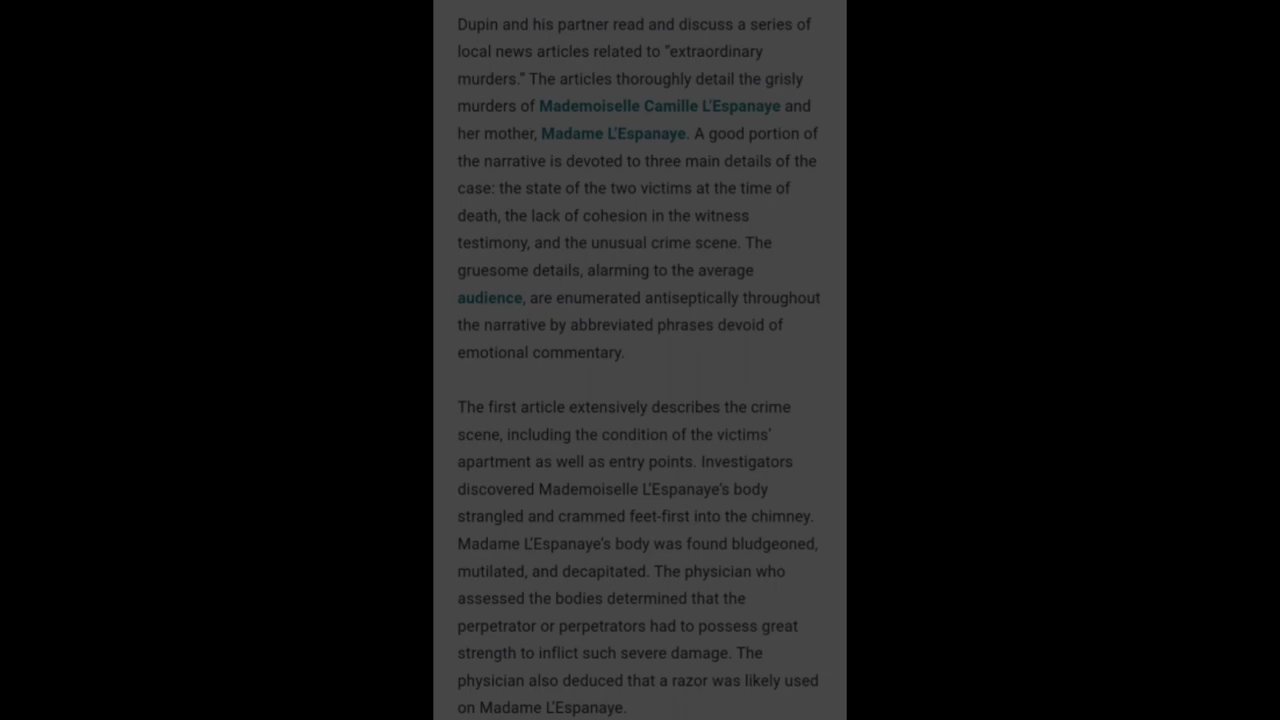 Dupin and his partner read and discuss a series of
local news articles related to “extraordinary
murders.” The articles thoroughly detail the grisly
murders of Mademoiselle Camille L’Espanaye and
her mother, Madame L’Espanaye. A good portion of
the narrative is devoted to three main details of the
case: the state of the two victims at the time of
death, the lack of cohesion in the witness
testimony, and the unusual crime scene. The
gruesome details, alarming to the average
audience, are enumerated antiseptically throughout
the narrative by abbreviated phrases devoid of
emotional commentary.
The first article extensively describes the crime
scene, including the condition of the victims’
apartment as well as entry points. Investigators
discovered Mademoiselle L’Espanaye’s body
strangled and crammed feet-first into the chimney.
Madame L’Espanaye’s body was found bludgeoned,
mutilated, and decapitated. The physician who
assessed the bodies determined that the
perpetrator or perpetrators had to possess great
strength to inflict such severe damage. The
physician also deduced that a razor was likely used
on Madame L’Espanaye.